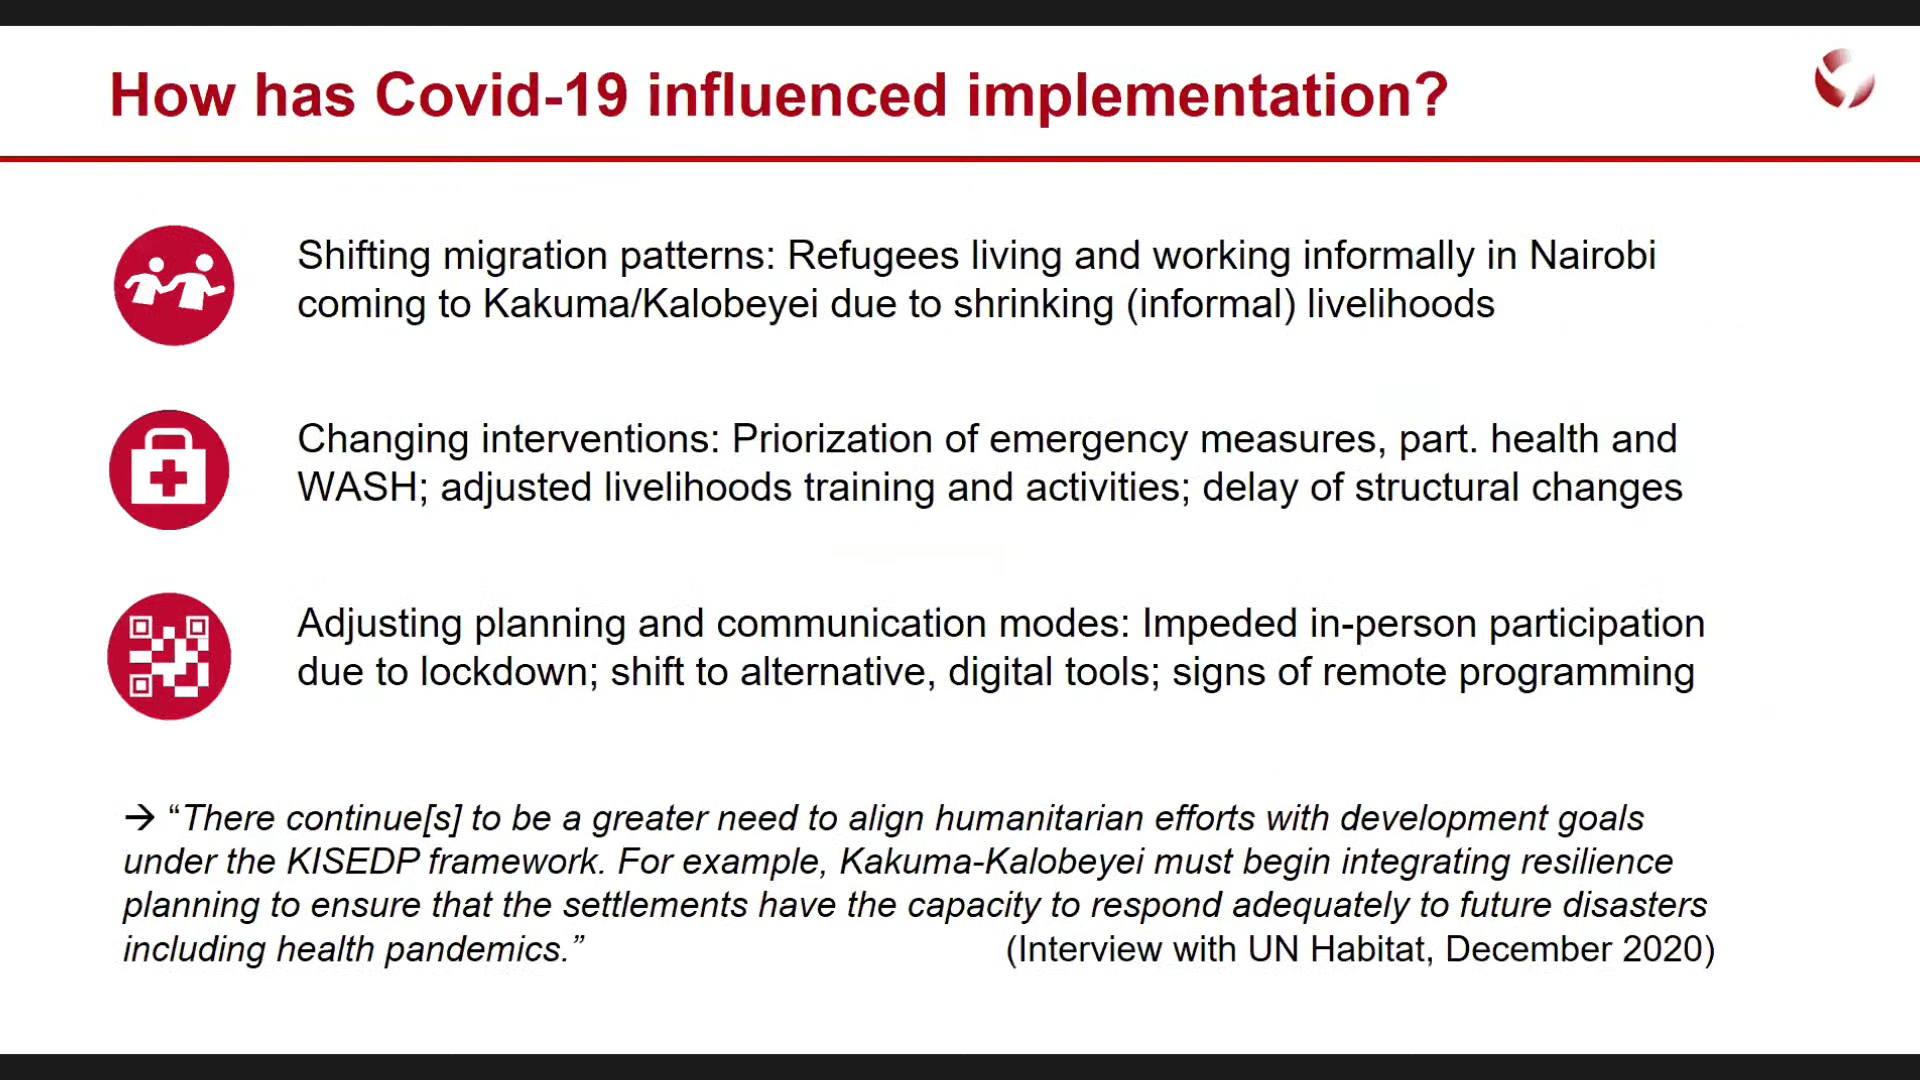 How has Covid-19 influenced implementation?
Shifting migration patterns: Refugees living and working informally in Nairobi
coming to Kakuma/Kalobeyei due to shrinking (informal) livelihoods
Changing interventions: Priorization of emergency measures, part. health and
WASH; adjusted livelihoods training and activities; delay of structural changes
Adjusting planning and communication modes: Impeded in-person participation
due to lockdown; shift to alternative, digital tools; signs of remote programming
→ “There continue[s] to be a greater need to align humanitarian efforts with development goals
under the KISEDP framework. For example, Kakuma-Kalobeyei must begin integrating resilience
planning to ensure that the settlements have the capacity to respond adequately to future disasters
including health pandemics.” (Interview with UN Habitat, December 2020)